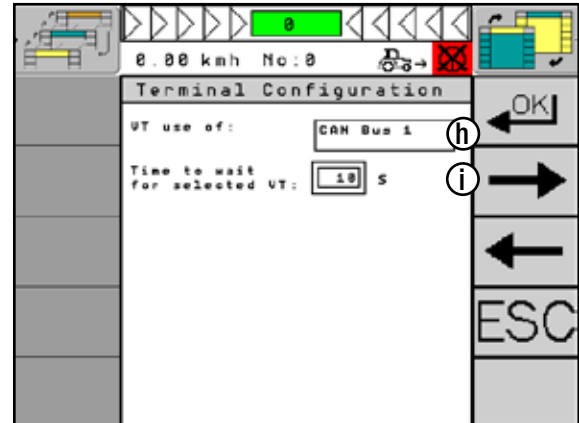 0
0.00 kmh No:0
Terminal Configuration
OK
VT use of: CAN Bus 1 h
Time to wait
for selected VT: 10 s i
ESC